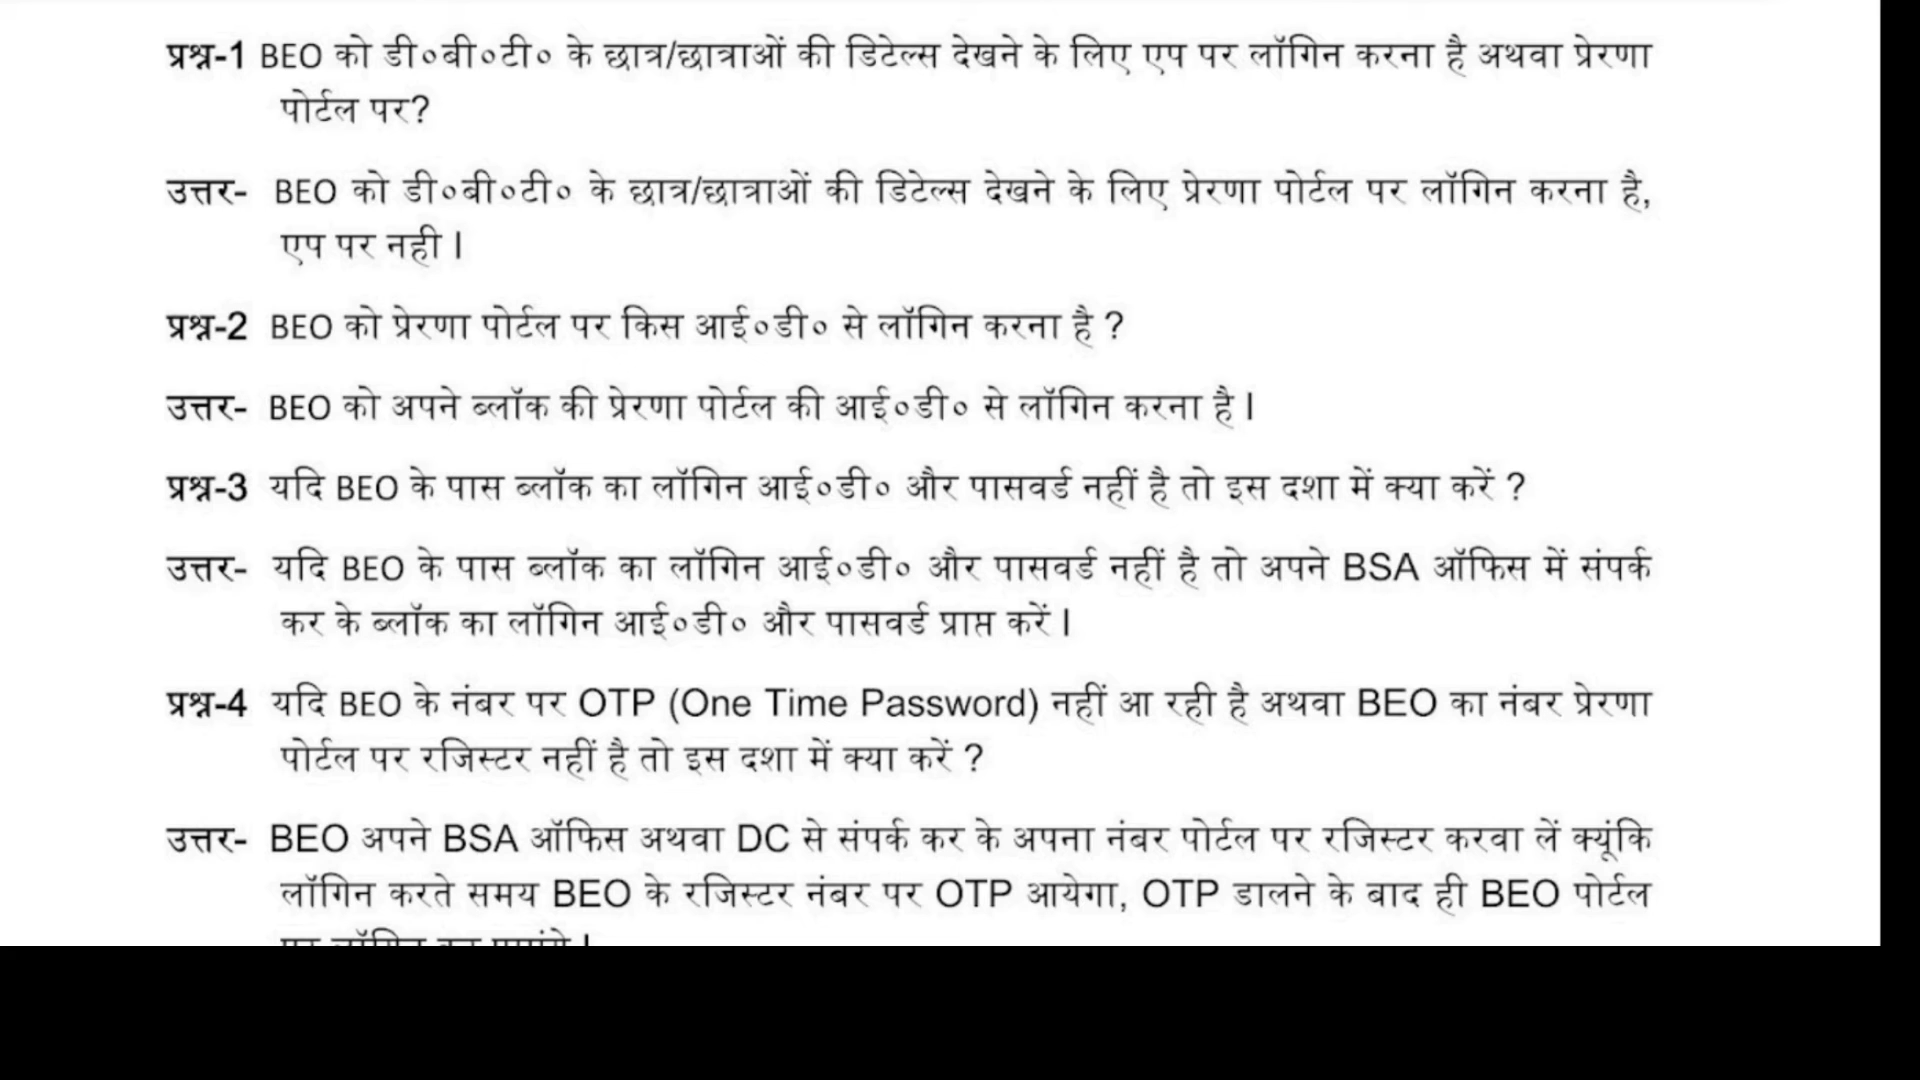 प्रश्न-1 BEO को डी०बी०टी० के छात्र/छात्राओं की डिटेल्स देखने के लिए एप पर लॉगिन करना है अथवा प्रेरणा
पोर्टल पर?
उत्तर- BEO को डी०बी०टी० के छात्र/छात्राओं की डिटेल्स देखने के लिए प्रेरणा पोर्टल पर लॉगिन करना है,
एप पर नही ।
प्रश्न-2 BEO को प्रेरणा पोर्टल पर किस आई०डी० से लॉगिन करना है ?
उत्तर- BEO को अपने ब्लॉक की प्रेरणा पोर्टल की आई०डी० से लॉगिन करना है ।
प्रश्न-3 यदि BEO के पास ब्लॉक का लॉगिन आई०डी० और पासवर्ड नहीं है तो इस दशा में क्या करें ?
उत्तर- यदि BEO के पास ब्लॉक का लॉगिन आई०डी० और पासवर्ड नहीं है तो अपने BSA ऑफिस में संपर्क
कर के ब्लॉक का लॉगिन आई०डी० और पासवर्ड प्राप्त करें ।
प्रश्न-4 यदि BEO के नंबर पर OTP (One Time Password) नहीं आ रही है अथवा BEO का नंबर प्रेरणा
पोर्टल पर रजिस्टर नहीं है तो इस दशा में क्या करें ?
उत्तर- BEO अपने BSA ऑफिस अथवा DC से संपर्क कर के अपना नंबर पोर्टल पर रजिस्टर करवा लें क्यूंकि
लॉगिन करते समय BEO के रजिस्टर नंबर पर OTP आयेगा, OTP डालने के बाद ही BEO पोर्टल